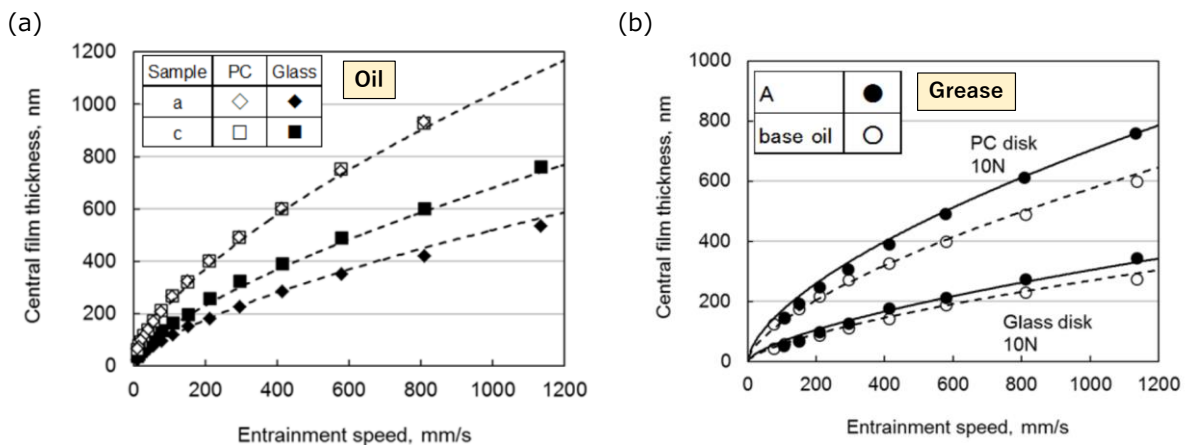 (a)
1200
1000
800
600
400
200
0
Central film thickness, nm
Sample PC Glass
a
c
Oil
0 200 400 600 800 1000 1200
Entrainment speed, mm/s
(b)
1000
800
600
400
200
0
Central film thickness, nm
A
base oil
Grease
PC disk
10N
Glass disk
10N
0 200 400 600 800 1000 1200
Entrainment speed, mm/s